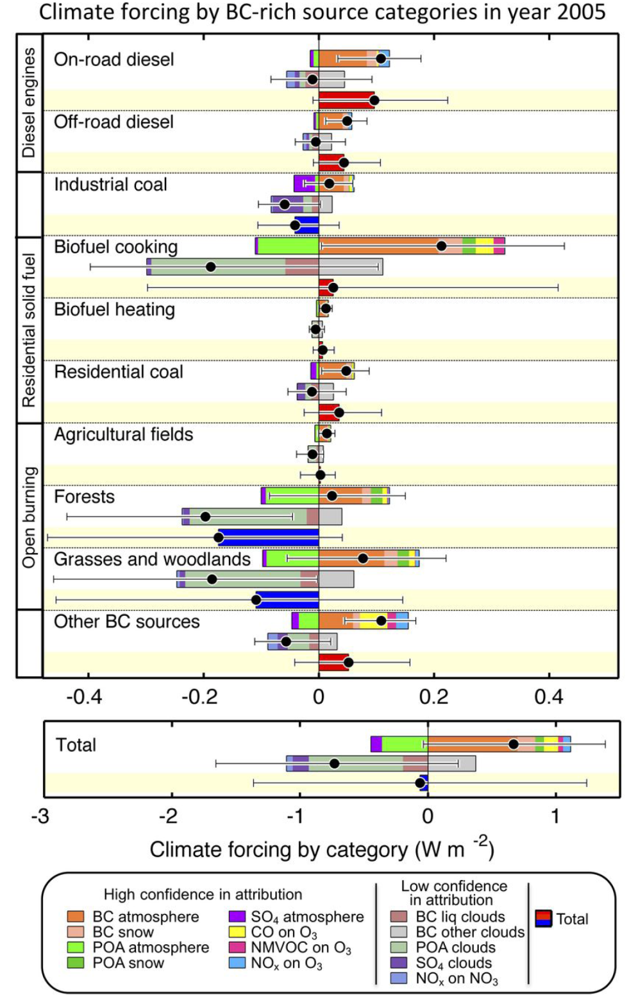 Climate forcing by BC-rich source categories in year 2005
Diesel engines
On-road diesel
Off-road diesel
Industrial coal
Residential solid fuel
Biofuel cooking
Biofuel heating
Residential coal
Open burning
Agricultural fields
Forests
Grasses and woodlands
Other BC sources
-0.4 -0.2 0 0.2 0.4
Total
-3 -2 -1 0 1
Climate forcing by category (W m -2)
High confidence in attribution
BC atmosphere
BC snow
POA atmosphere
POA snow
SO4 atmosphere
CO on O3
NMVOC on O3
NOx on O3
Low confidence
in attribution
BC liq clouds
BC other clouds
POA clouds
SO4 clouds
NOx on NO3
Total